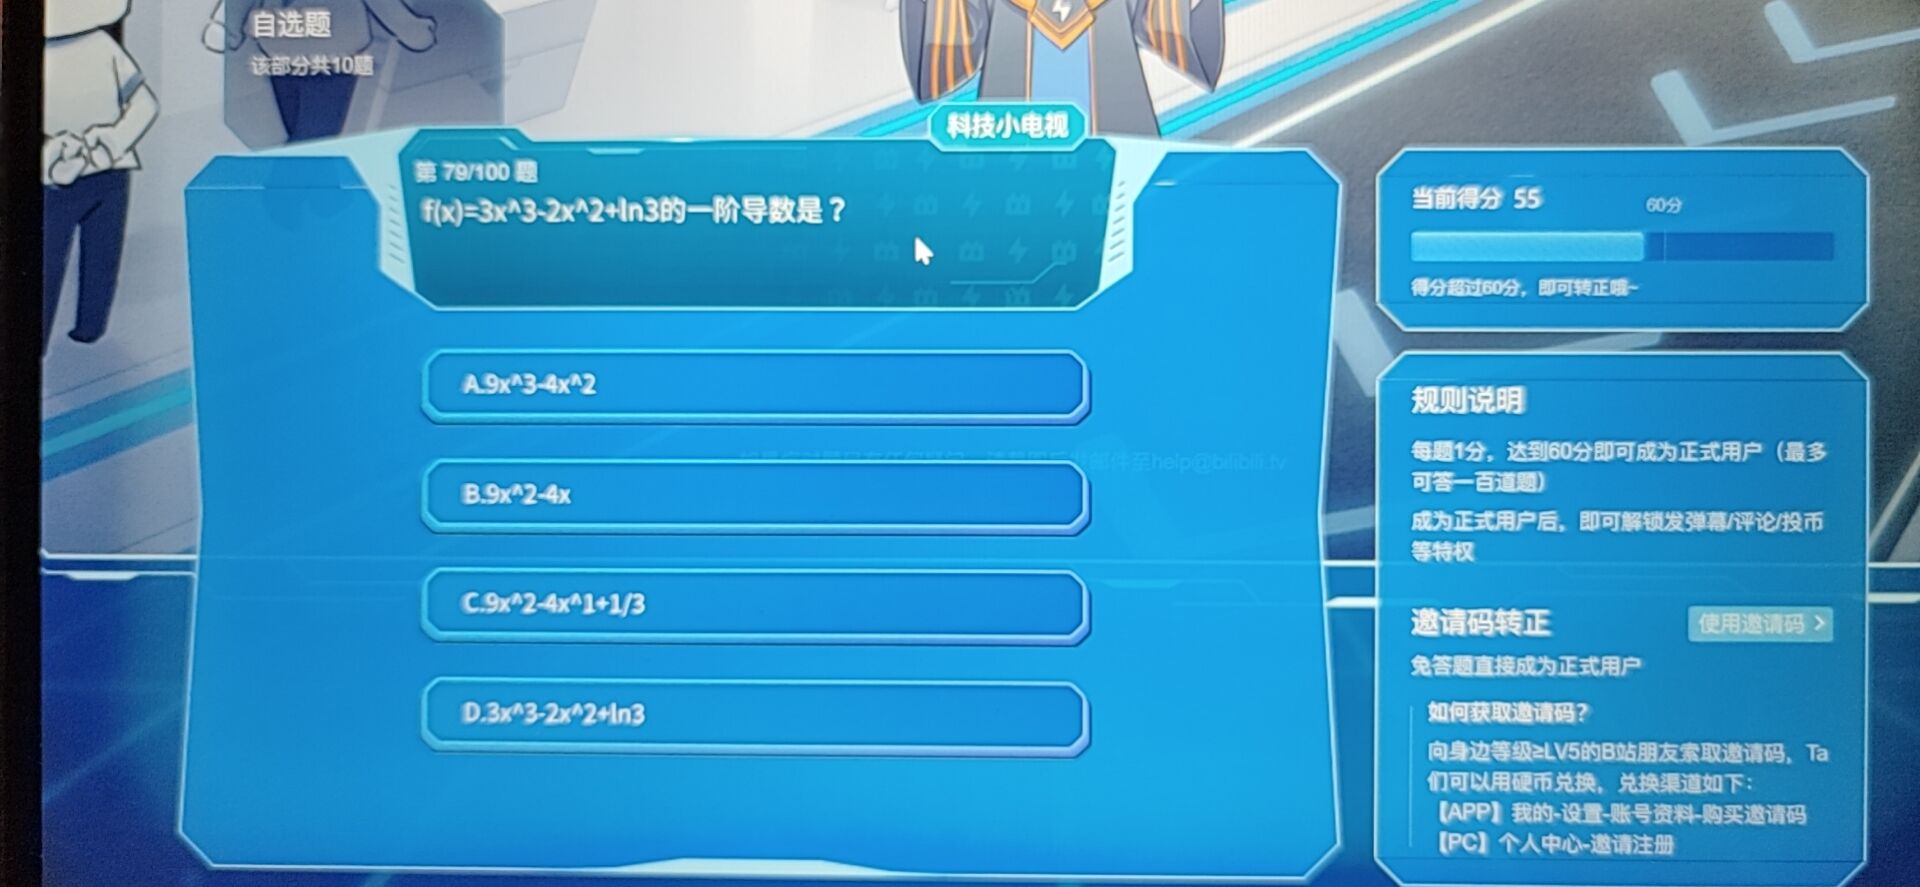 自选题
该部分共10题
科技小电视
第 79/100 题
f(x)=3x^3-2x^2+ln3的一阶导数是？
A.9x^3-4x^2
B.9x^2-4x
C.9x^2-4x^1+1/3
D.3x^3-2x^2+ln3
help@bilibili.tv
当前得分 55
60分
得分超过60分，即可转正哦~
规则说明
每题1分，达到60分即可成为正式用户（最多
可答一百道题）
成为正式用户后，即可解锁发弹幕/评论/投币
等特权
邀请码转正
使用邀请码 >
免答题直接成为正式用户
如何获取邀请码？
向身边等级≥LV5的B站朋友索取邀请码，Ta
们可以用硬币兑换，兑换渠道如下：
【APP】我的-设置-账号资料-购买邀请码
【PC】个人中心-邀请注册